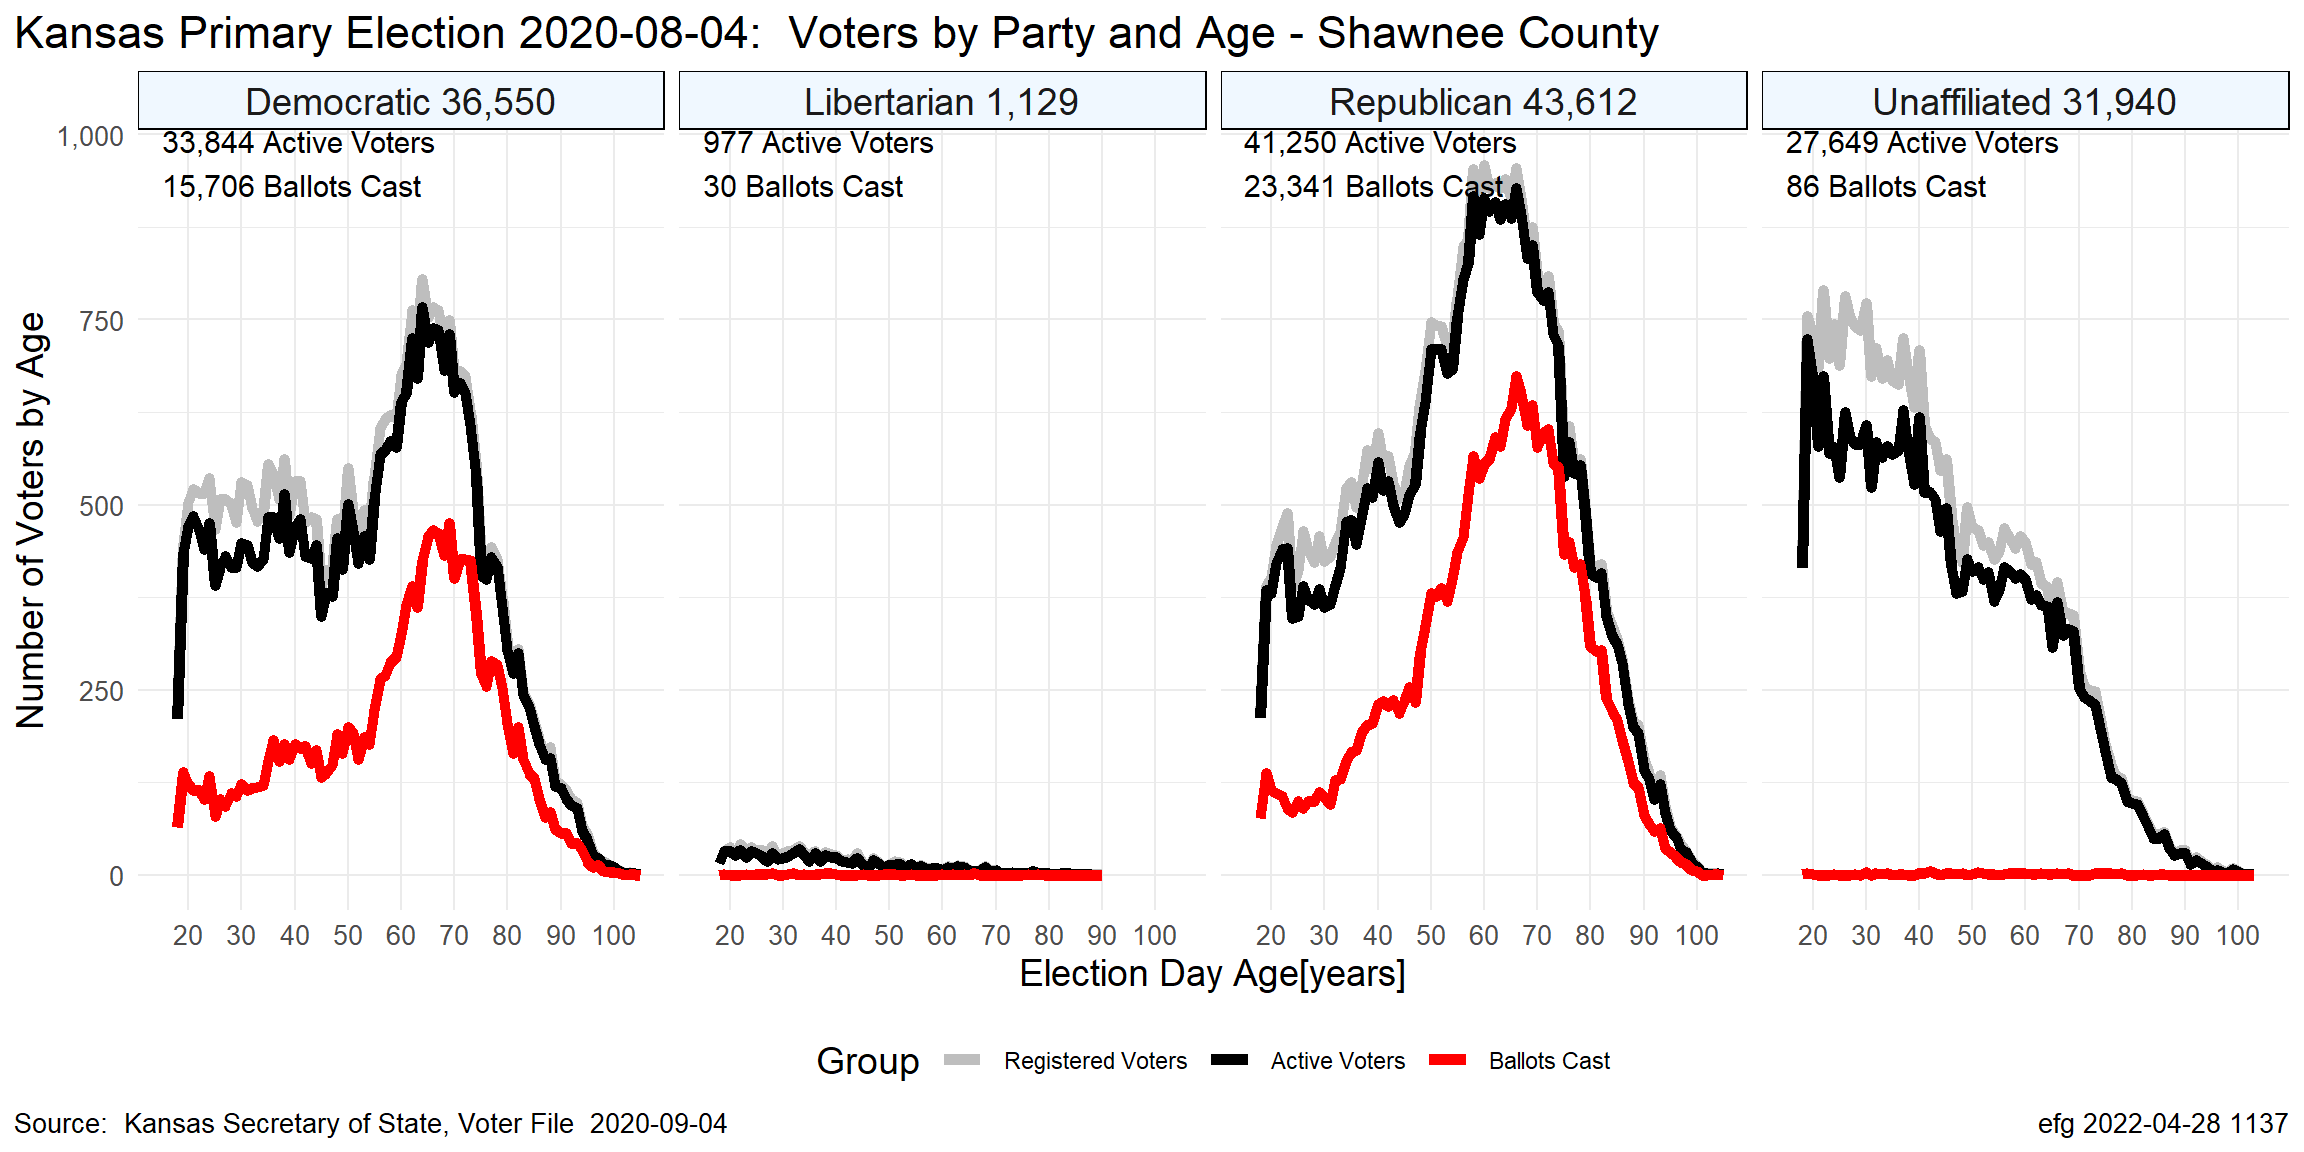 Kansas Primary Election 2020-08-04:  Voters by Party and Age - Shawnee County
Democratic 36,550
Libertarian 1,129
Republican 43,612
Unaffiliated 31,940
33,844 Active Voters
15,706 Ballots Cast
977 Active Voters
30 Ballots Cast
41,250 Active Voters
23,341 Ballots Cast
27,649 Active Voters
86 Ballots Cast
Number of Voters by Age
1,000
750
500
250
0
20 30 40 50 60 70 80 90 100
20 30 40 50 60 70 80 90 100
20 30 40 50 60 70 80 90 100
20 30 40 50 60 70 80 90 100
Election Day Age[years]
Group Registered Voters Active Voters Ballots Cast
Source:  Kansas Secretary of State, Voter File  2020-09-04
efg 2022-04-28 1137